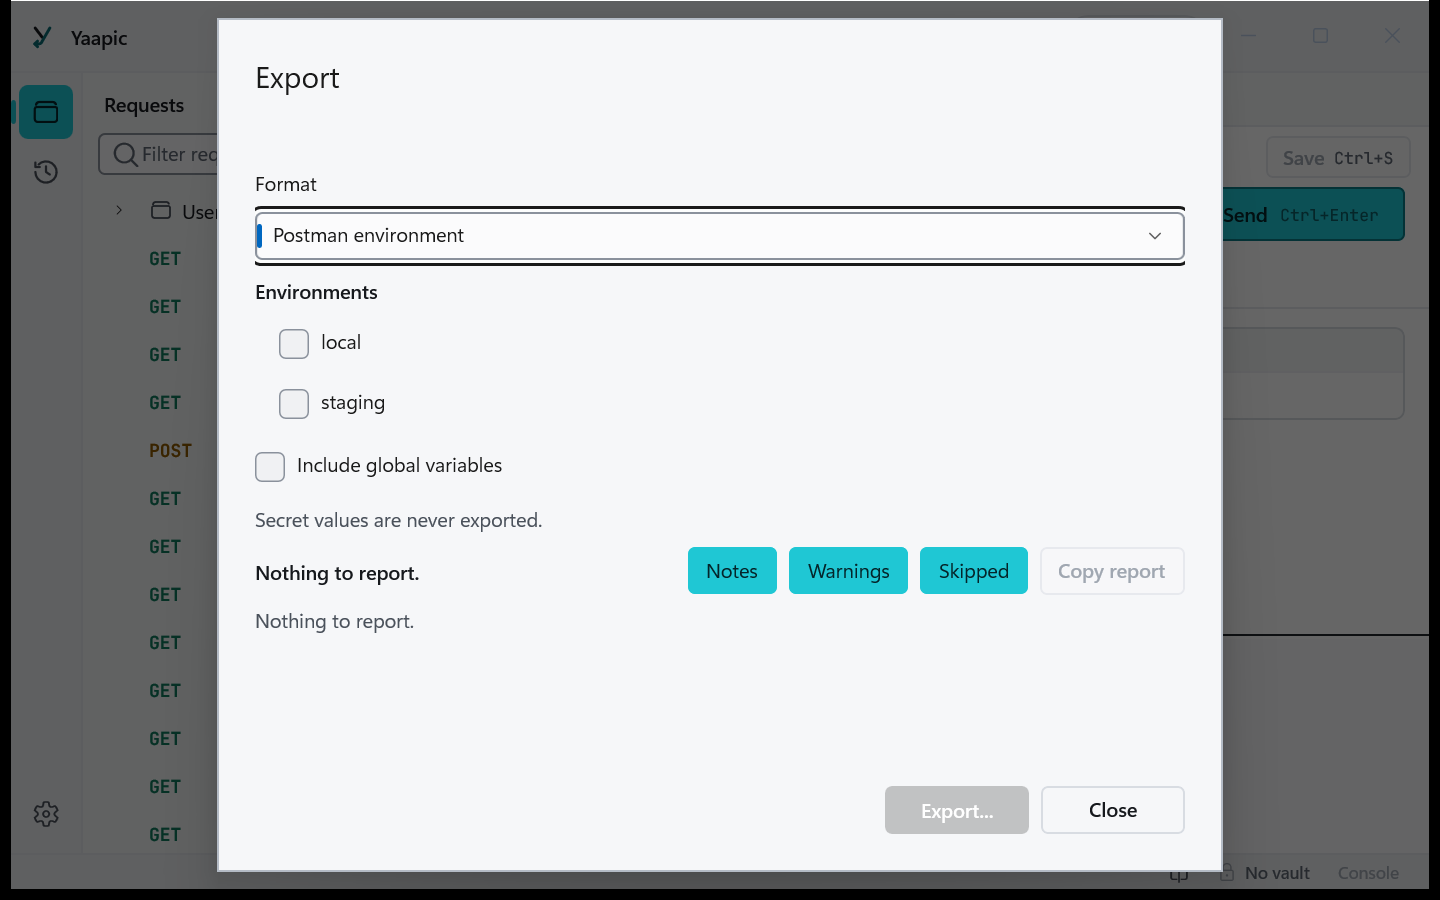 Yaapic
Export
Requests
Filter rec
Save Ctrl+S
Format
User
Send Ctrl+Enter
Postman environment
GET
Environments
GET
local
GET
staging
GET
POST
Include global variables
GET
Secret values are never exported.
GET
Nothing to report.
Notes
Warnings
Skipped
Copy report
GET
Nothing to report.
GET
GET
GET
GET
Export...
Close
GET
No vault
Console